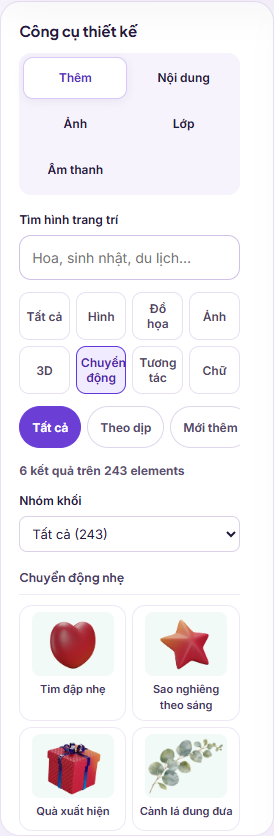 Công cụ thiết kế
Thêm
Nội dung
Ảnh
Lớp
Âm thanh
Tìm hình trang trí
Hoa, sinh nhật, du lịch...
Tất cả
Hình
Đồ
họa
Ảnh
3D
Chuyển
động
Tương
tác
Chữ
Tất cả
Theo dịp
Mới thêm
6 kết quả trên 243 elements
Nhóm khối
Tất cả (243)
Chuyển động nhẹ
Tim đập nhẹ
Sao nghiêng
theo sáng
Quà xuất hiện
Cành lá đung đưa